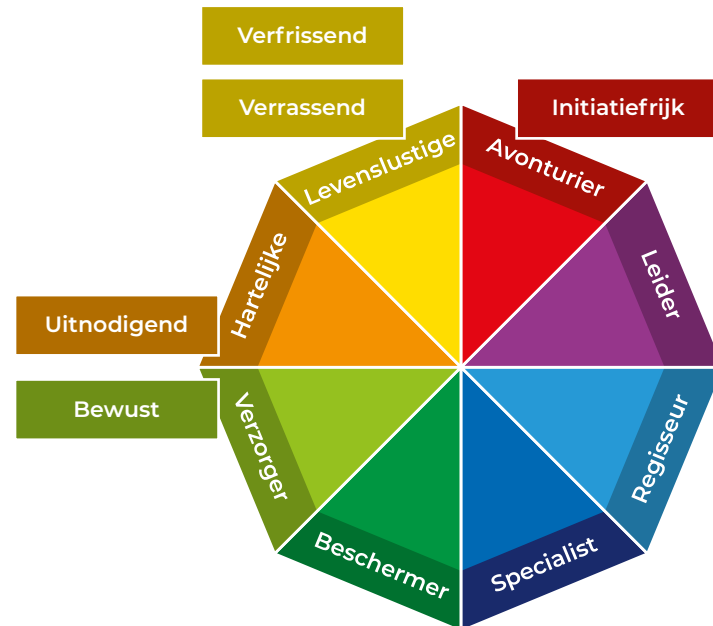 Verfrissend
Verrassend
Initiatiefrijk
Levenslustige
Avonturier
Hartelijke
Leider
Uitnodigend
Bewust
Verzorger
Regisseur
Beschermer
Specialist